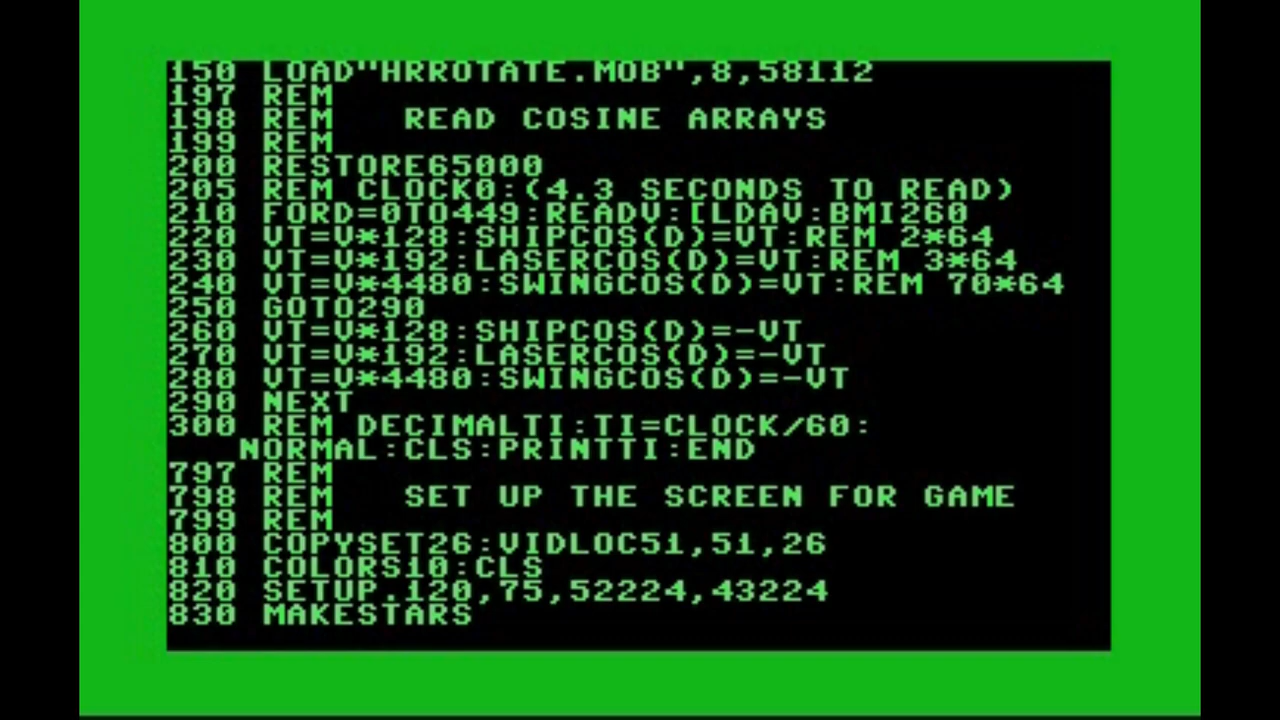 150 LOAD"HRROTATE.MOB",8,58112
197 REM
198 REM   READ COSINE ARRAYS
199 REM
200 RESTORE65000
205 REM CLOCK0:(4.3 SECONDS TO READ)
210 FORD=0TO449:READV:[LDAV:BMI260
220 VT=V*128:SHIPCOS(D)=VT:REM 2*64
230 VT=V*192:LASERCOS(D)=VT:REM 3*64
240 VT=V*4480:SWINGCOS(D)=VT:REM 70*64
250 GOTO290
260 VT=V*128:SHIPCOS(D)=-VT
270 VT=V*192:LASERCOS(D)=-VT
280 VT=V*4480:SWINGCOS(D)=-VT
290 NEXT
300 REM DECIMALTI:TI=CLOCK/60:
   NORMAL:CLS:PRINTTI:END
797 REM
798 REM   SET UP THE SCREEN FOR GAME
799 REM
800 COPYSET26:VIDLOC51,51,26
810 COLORS10:CLS
820 SETUP.120,75,52224,43224
830 MAKESTARS